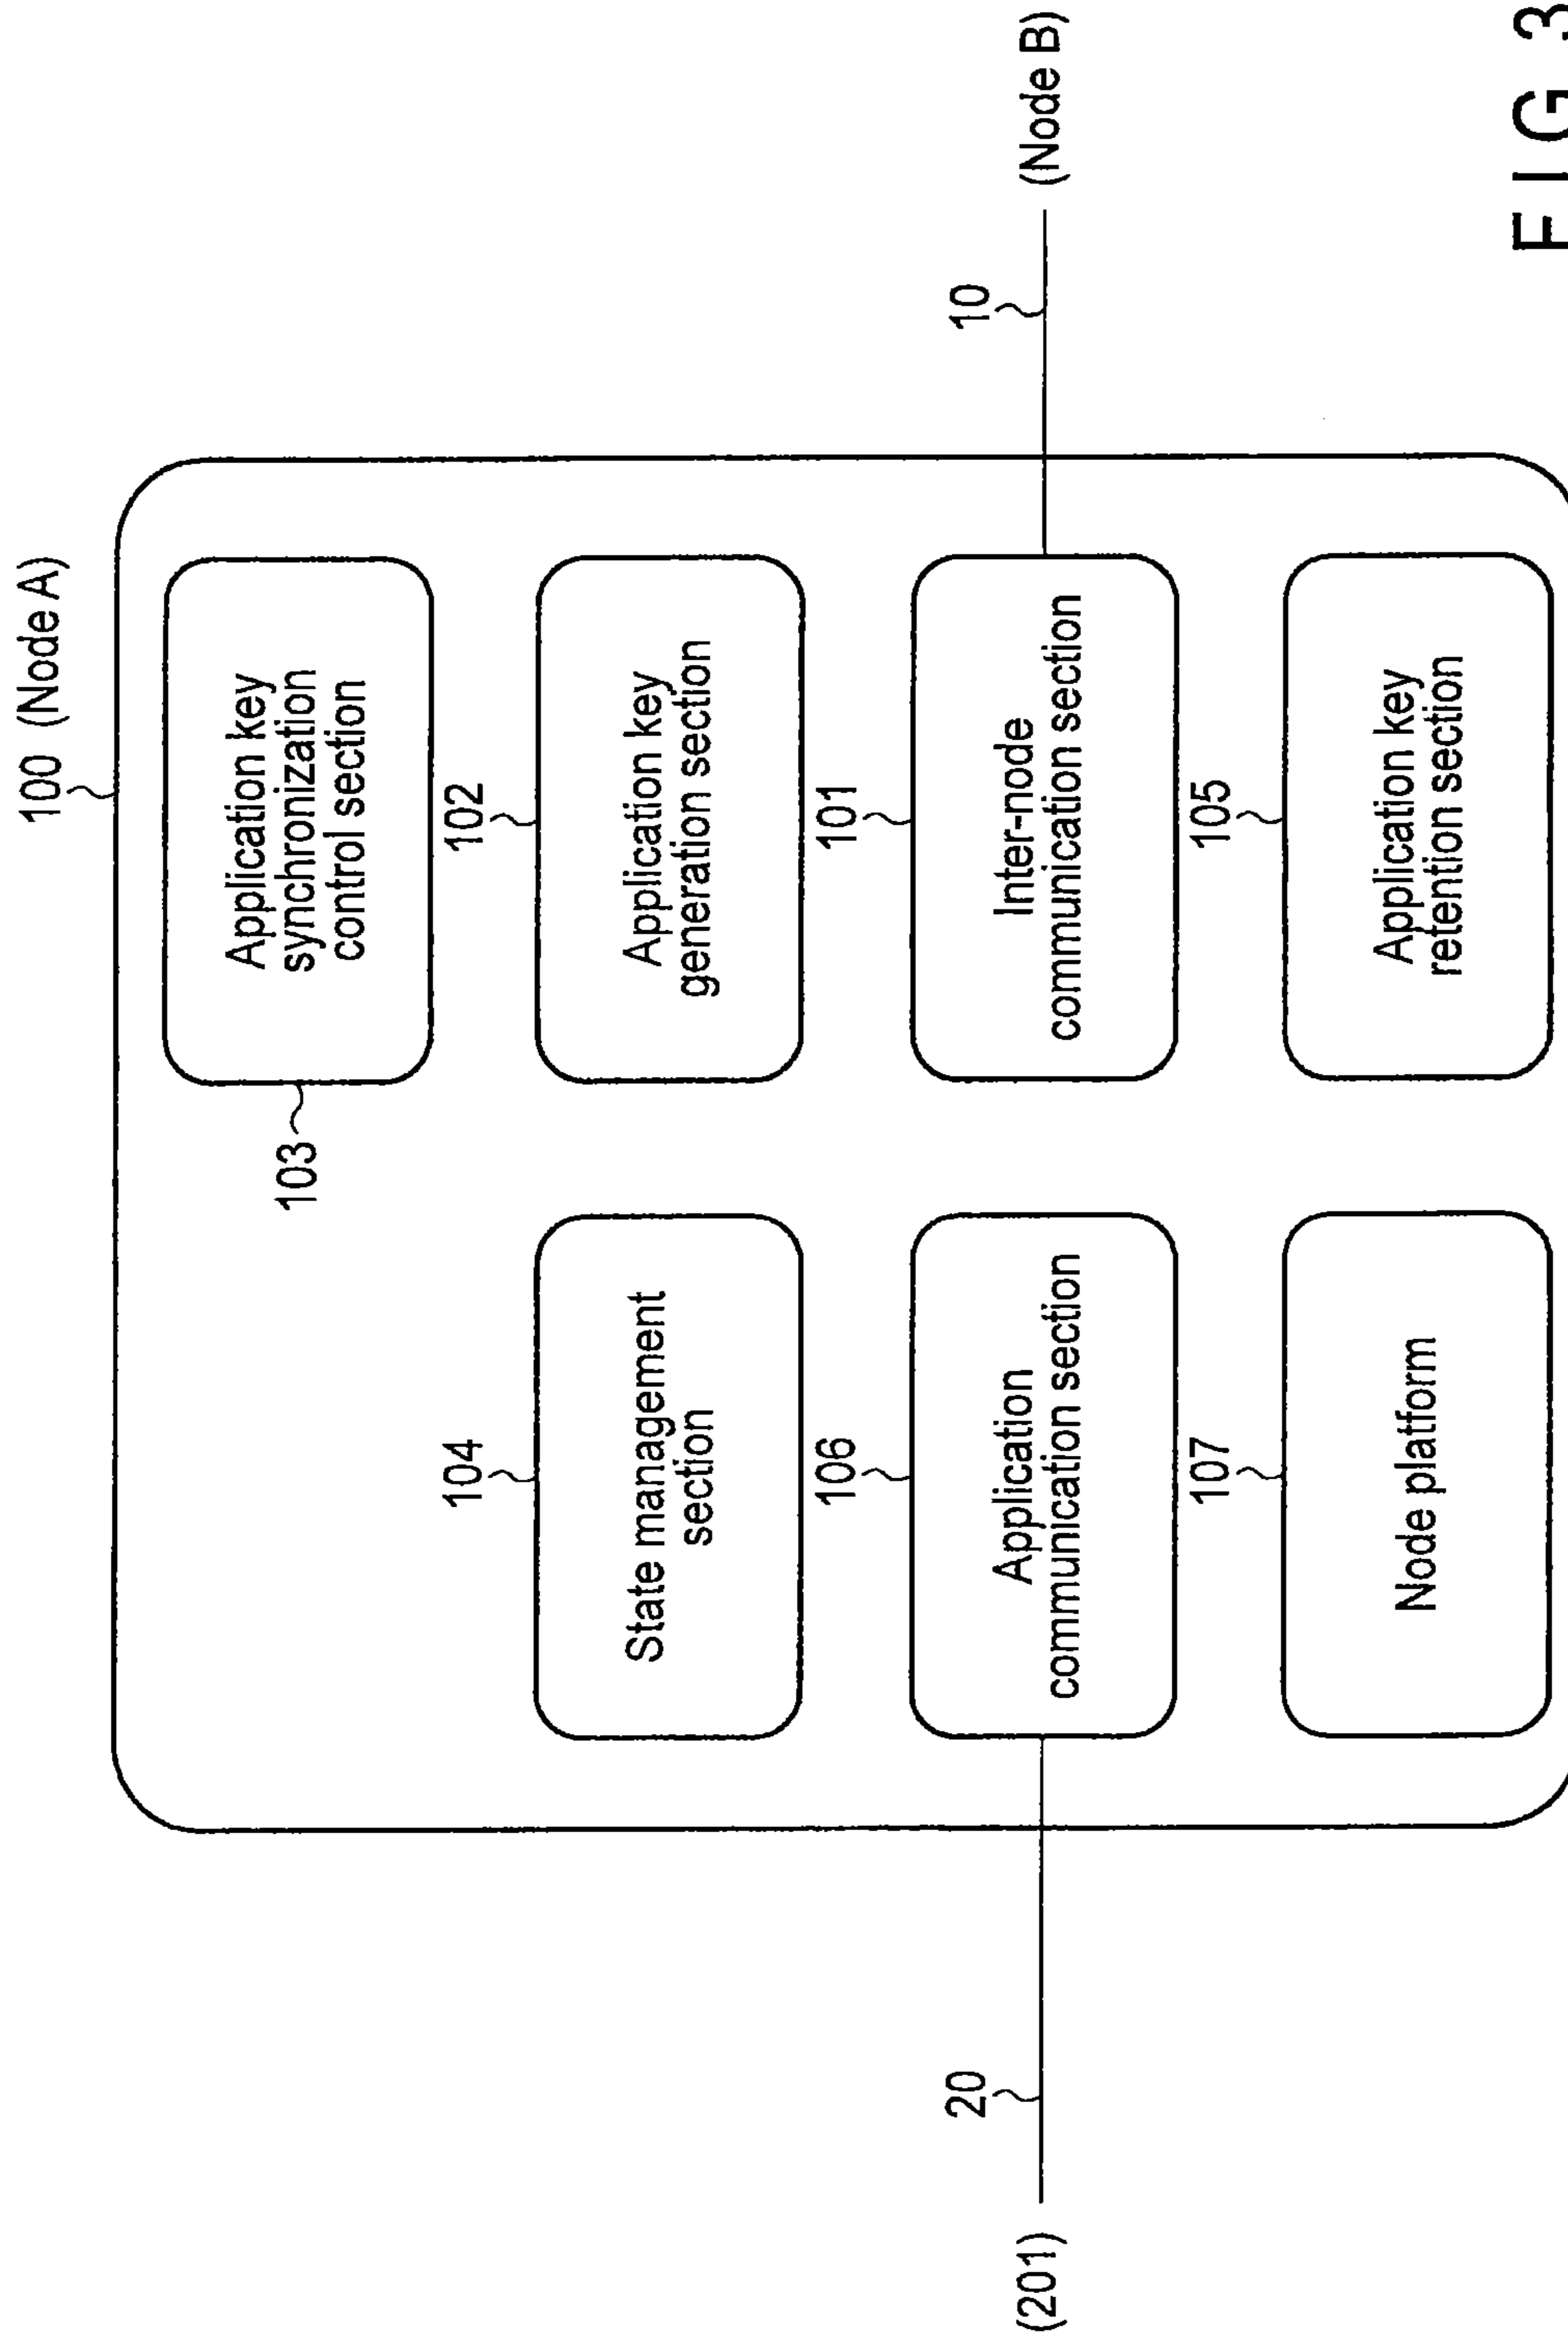 100 (Node A)
Application key
synchronization
control section
103
104
State management
section
102
Application key
generation section
(201)
20
106
Application
communication section
101
Inter-node
communication section
10
(Node B)
107
Node platform
105
Application key
retention section
FIG 3